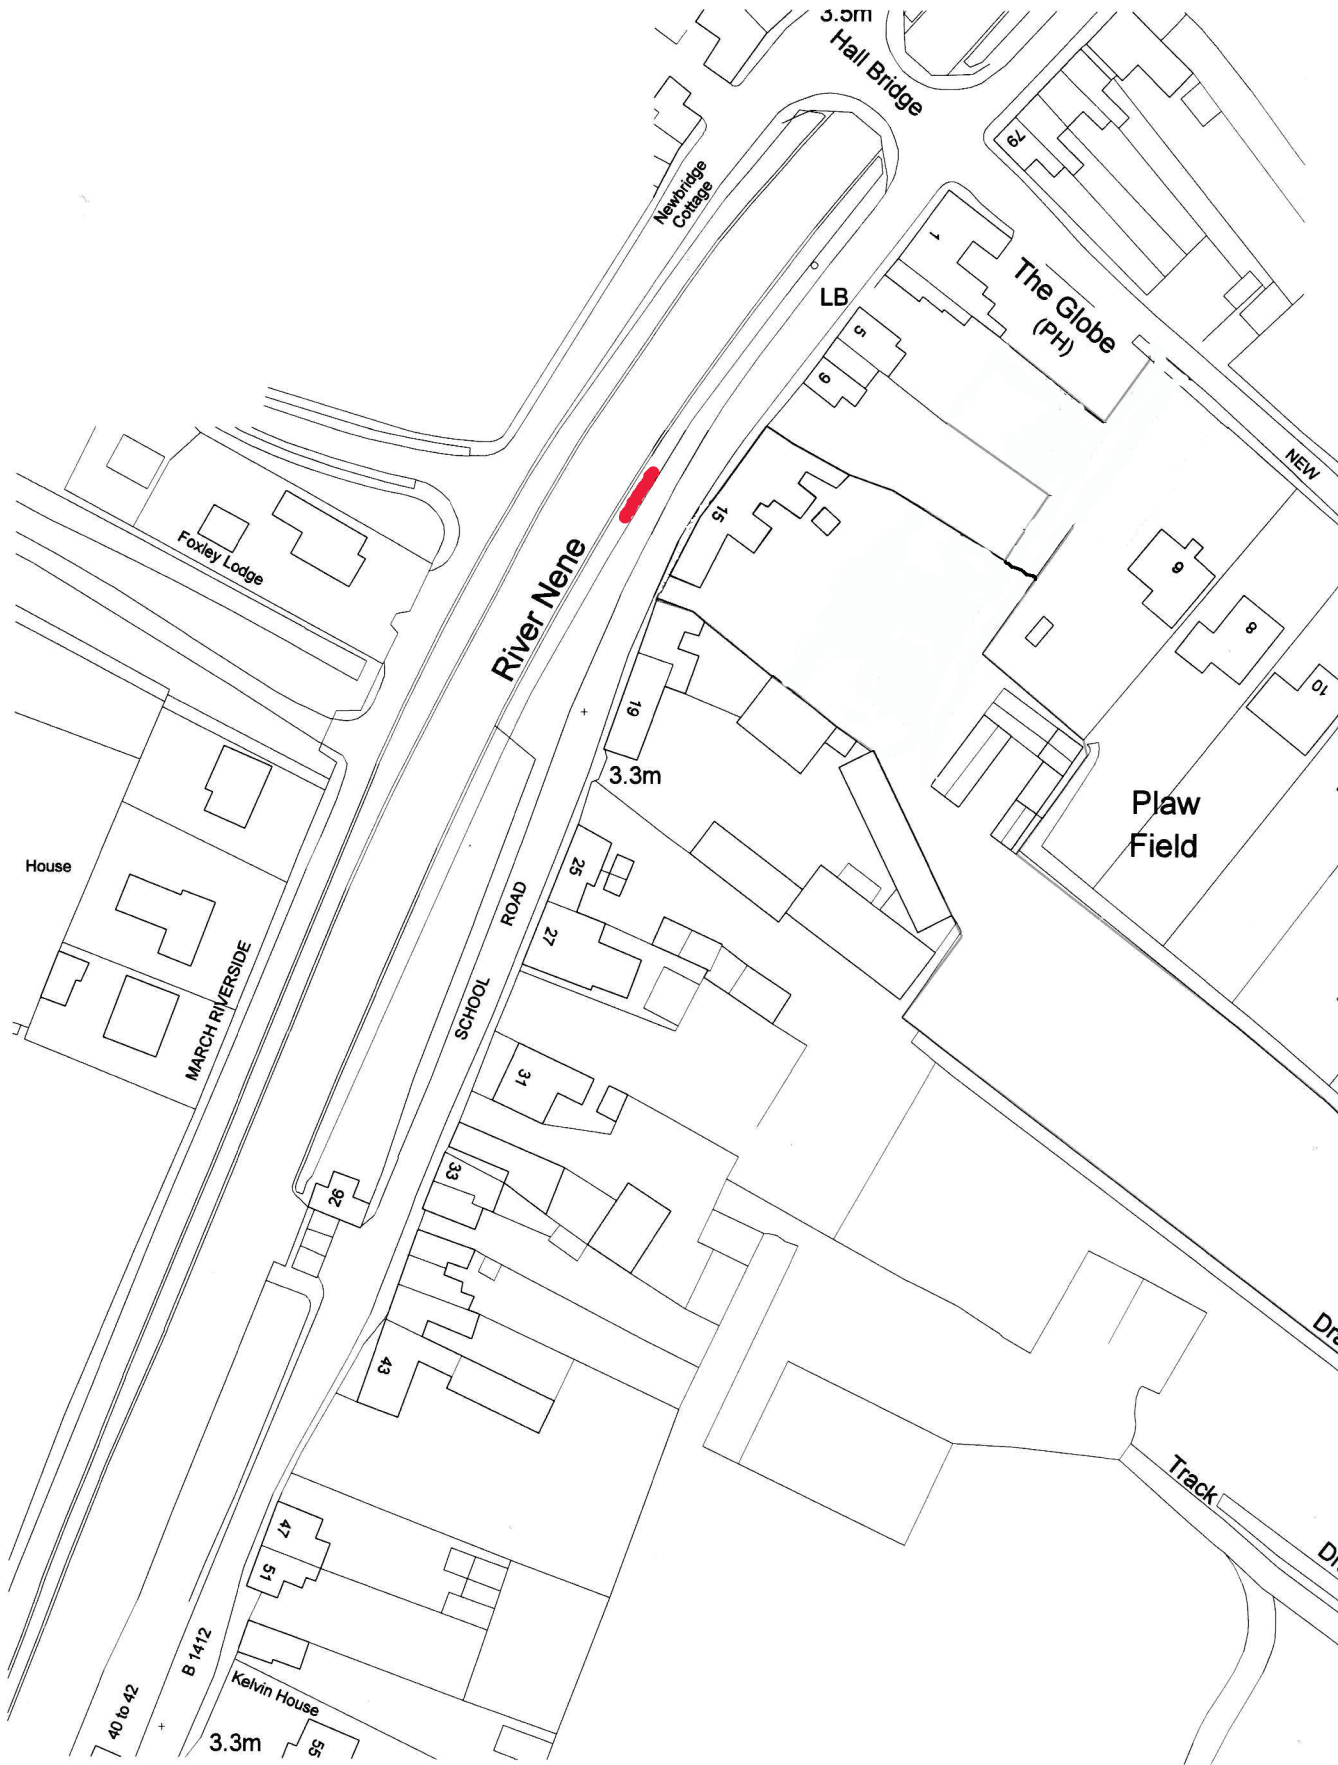 3.5m
Hall Bridge
79
Newbridge
Cottage
1
The Globe
(PH)
LB
5
9
NEW
15
Foxley Lodge
River Nene
6
8
10
19
3.3m
Plaw
Field
House
25
ROAD
27
MARCH RIVERSIDE
SCHOOL
31
33
26
43
Track
47
51
B 1412
Kelvin House
40 to 42
3.3m
55